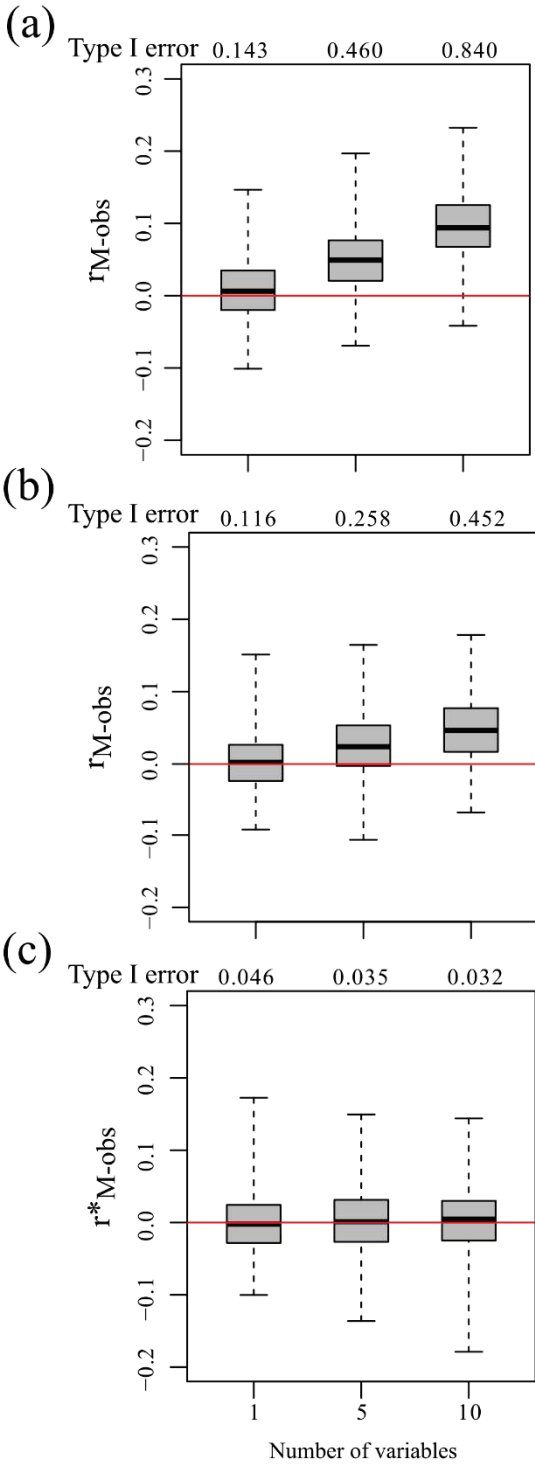 (a)
Type I error 0.143 0.460 0.840
0.3
0.2
0.1
0.0
−0.1
−0.2
rM-obs
(b)
Type I error 0.116 0.258 0.452
0.3
0.2
0.1
0.0
−0.1
−0.2
rM-obs
(c)
Type I error 0.046 0.035 0.032
0.3
0.2
0.1
0.0
−0.1
−0.2
r*M-obs
1 5 10
Number of variables